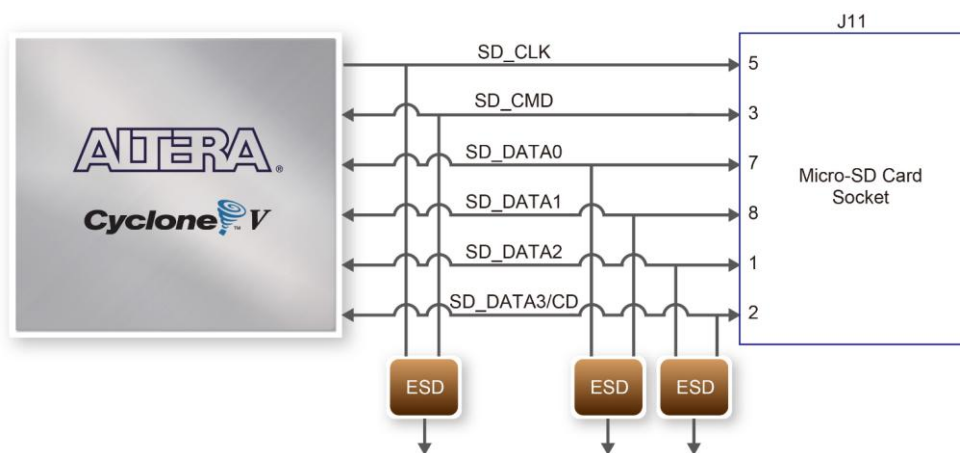 J11
SD_CLK
5
SD_CMD
3
ALTERA®
SD_DATA0
7
Micro-SD Card
Socket
Cyclone™ V
SD_DATA1
8
SD_DATA2
1
SD_DATA3/CD
2
ESD
ESD
ESD